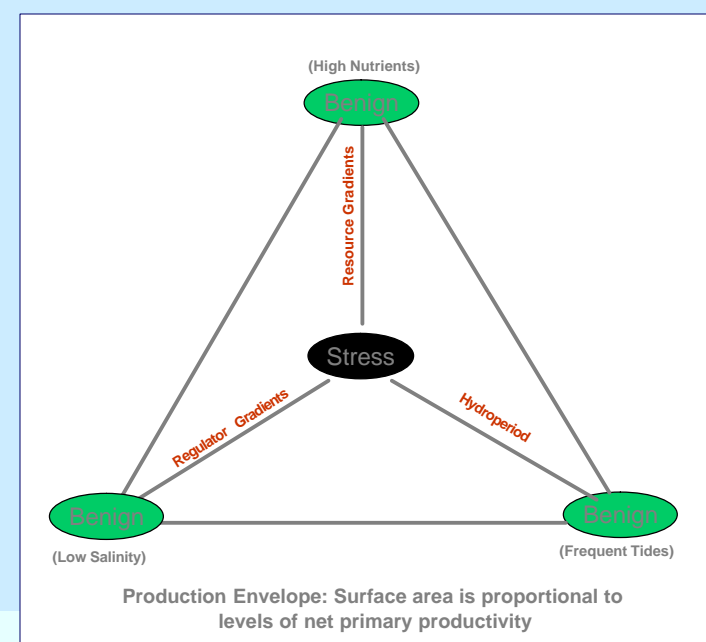 (High Nutrients)
Benign
Resource Gradients
Stress
Regulator Gradients
Hydroperiod
Benign
Benign
(Low Salinity)
(Frequent Tides)
Production Envelope: Surface area is proportional to
levels of net primary productivity